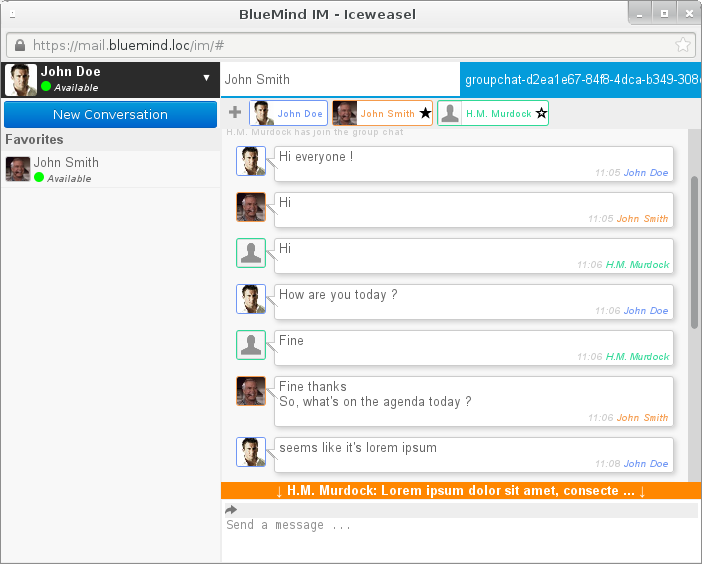 BlueMind IM - Iceweasel
https://mail.bluemind.loc/im/#
John Doe
Available
New Conversation
Favorites
John Smith
Available
John Smith
groupchat-d2ea1e67-84f8-4dca-b349-308
John Doe
John Smith
H.M. Murdock
H.M. Murdock has join the group chat
Hi everyone !
11:05 John Doe
Hi
11:05 John Smith
Hi
11:06 H.M. Murdock
How are you today ?
11:06 John Doe
Fine
11:06 H.M. Murdock
Fine thanks
So, what's on the agenda today ?
11:06 John Smith
seems like it's lorem ipsum
11:08 John Doe
↓ H.M. Murdock: Lorem ipsum dolor sit amet, consecte ... ↓
Send a message ...